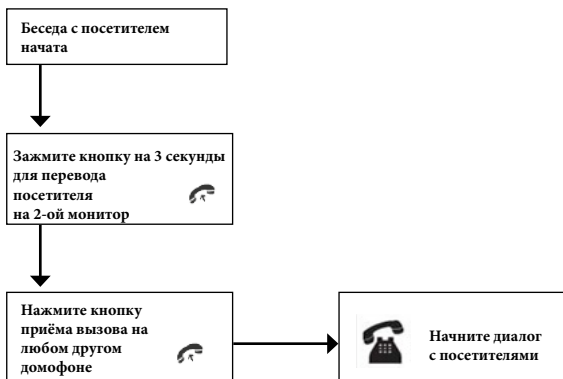 Беседа с посетителем
начата
Зажмите кнопку на 3 секунды
для перевода
посетителя
на 2-ой монитор
Нажмите кнопку
приёма вызова на
любом другом
домофоне
Начните диалог
с посетителями